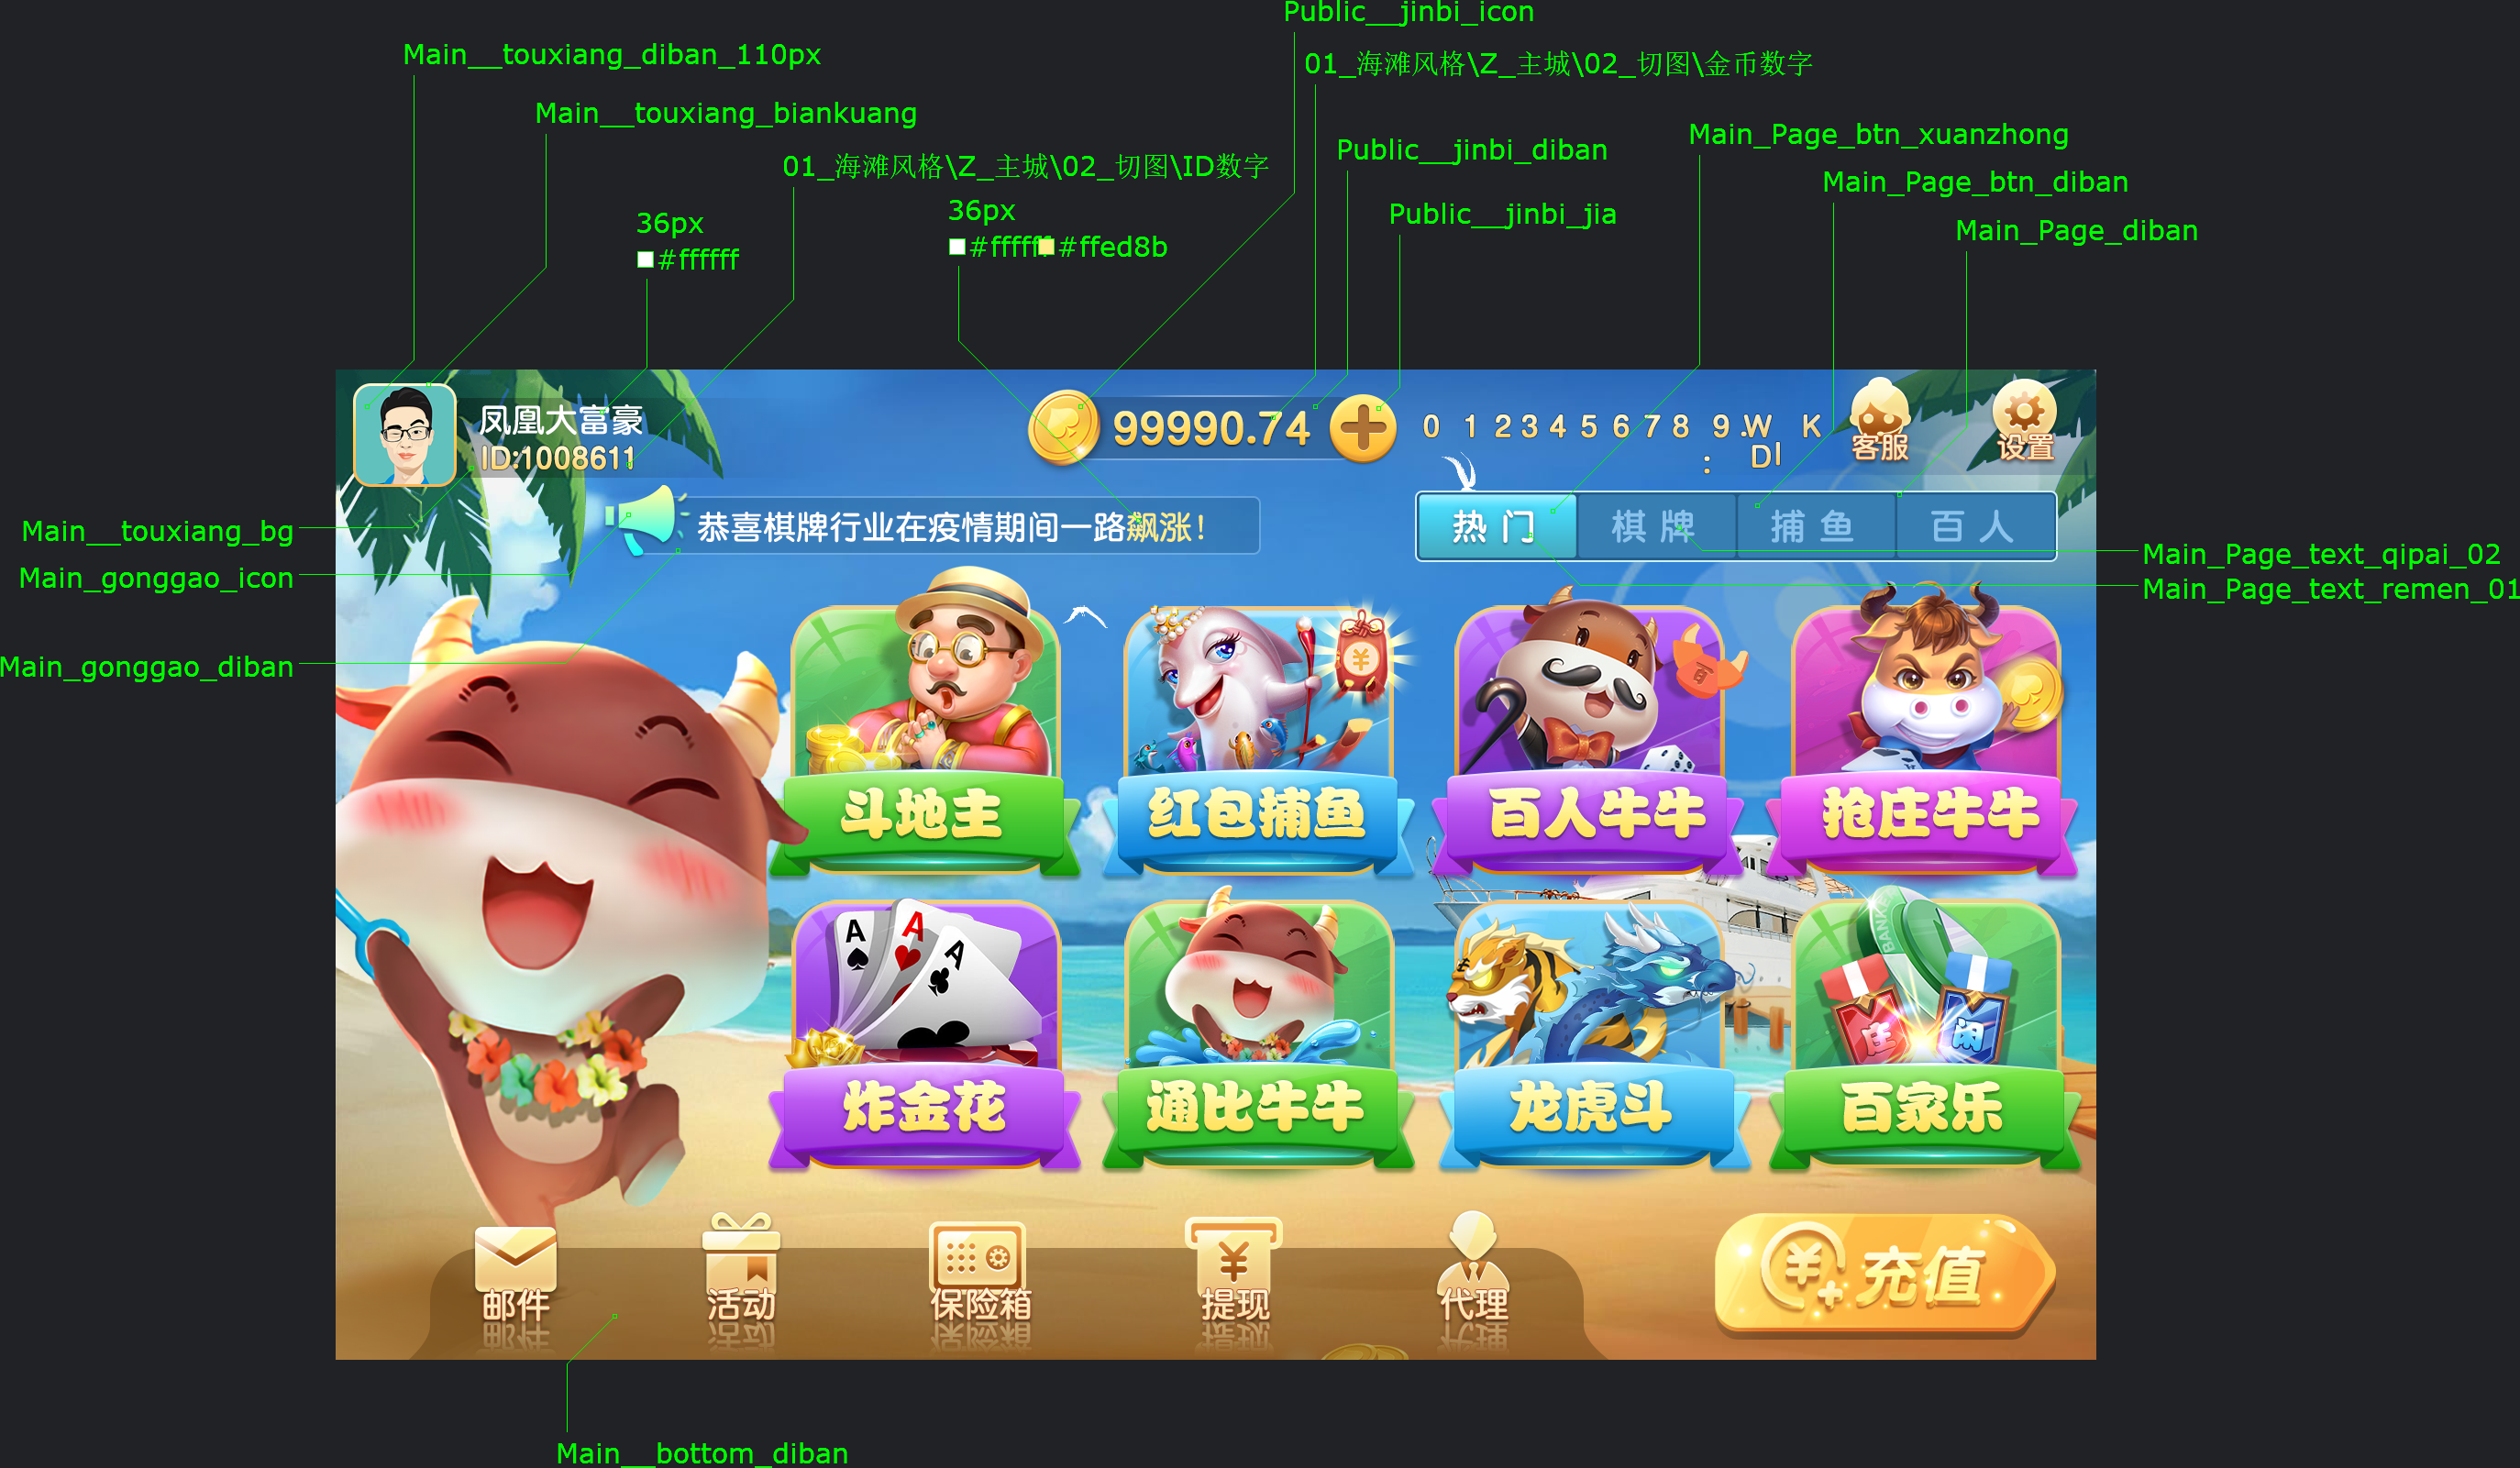 Public__jinbi_icon
Main__touxiang_diban_110px
01_海滩风格\Z_主城\02_切图\金币数字
Main__touxiang_biankuang
Main_Page_btn_xuanzhong
Public__jinbi_diban
01_海滩风格\Z_主城\02_切图\ID数字
Main_Page_btn_diban
36px
Public__jinbi_jia
36px
Main_Page_diban
#ffffff #ffed8b
#ffffff
凤凰大富豪
ID:1008611
99990.74
0 1 2 3 4 5 6 7 8 9 . W K
: D l
客服
设置
恭喜棋牌行业在疫情期间一路飙涨!
热门
棋牌
捕鱼
百人
Main__touxiang_bg
Main_gonggao_icon
Main_gonggao_diban
Main_Page_text_qipai_02
Main_Page_text_remen_01
¥
百
斗地主
红包捕鱼
百人牛牛
抢庄牛牛
A A A
BANKE
庄
闲
炸金花
通比牛牛
龙虎斗
百家乐
邮件
活动
保险箱
¥
提现
代理
¥
充值
Main__bottom_diban